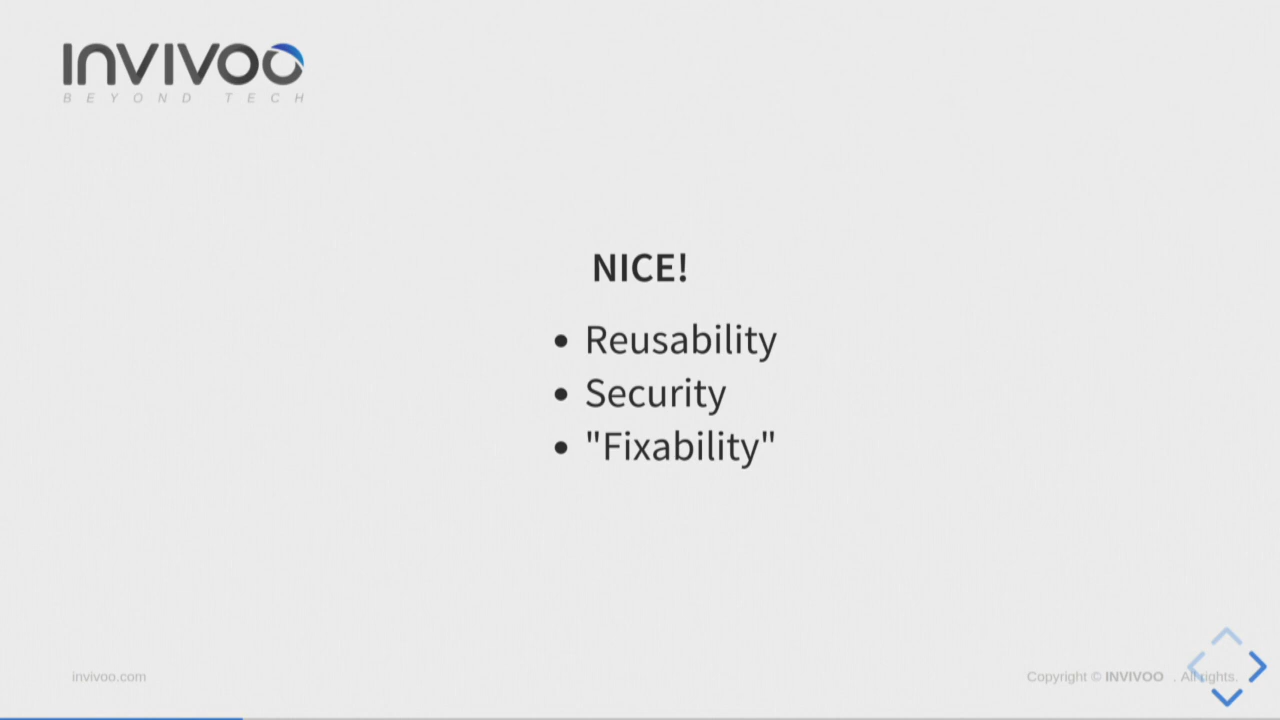 INVIVOO
BEYOND TECH
NICE!
• Reusability
• Security
• "Fixability"
invivoo.com
Copyright © INVIVOO . All rights.